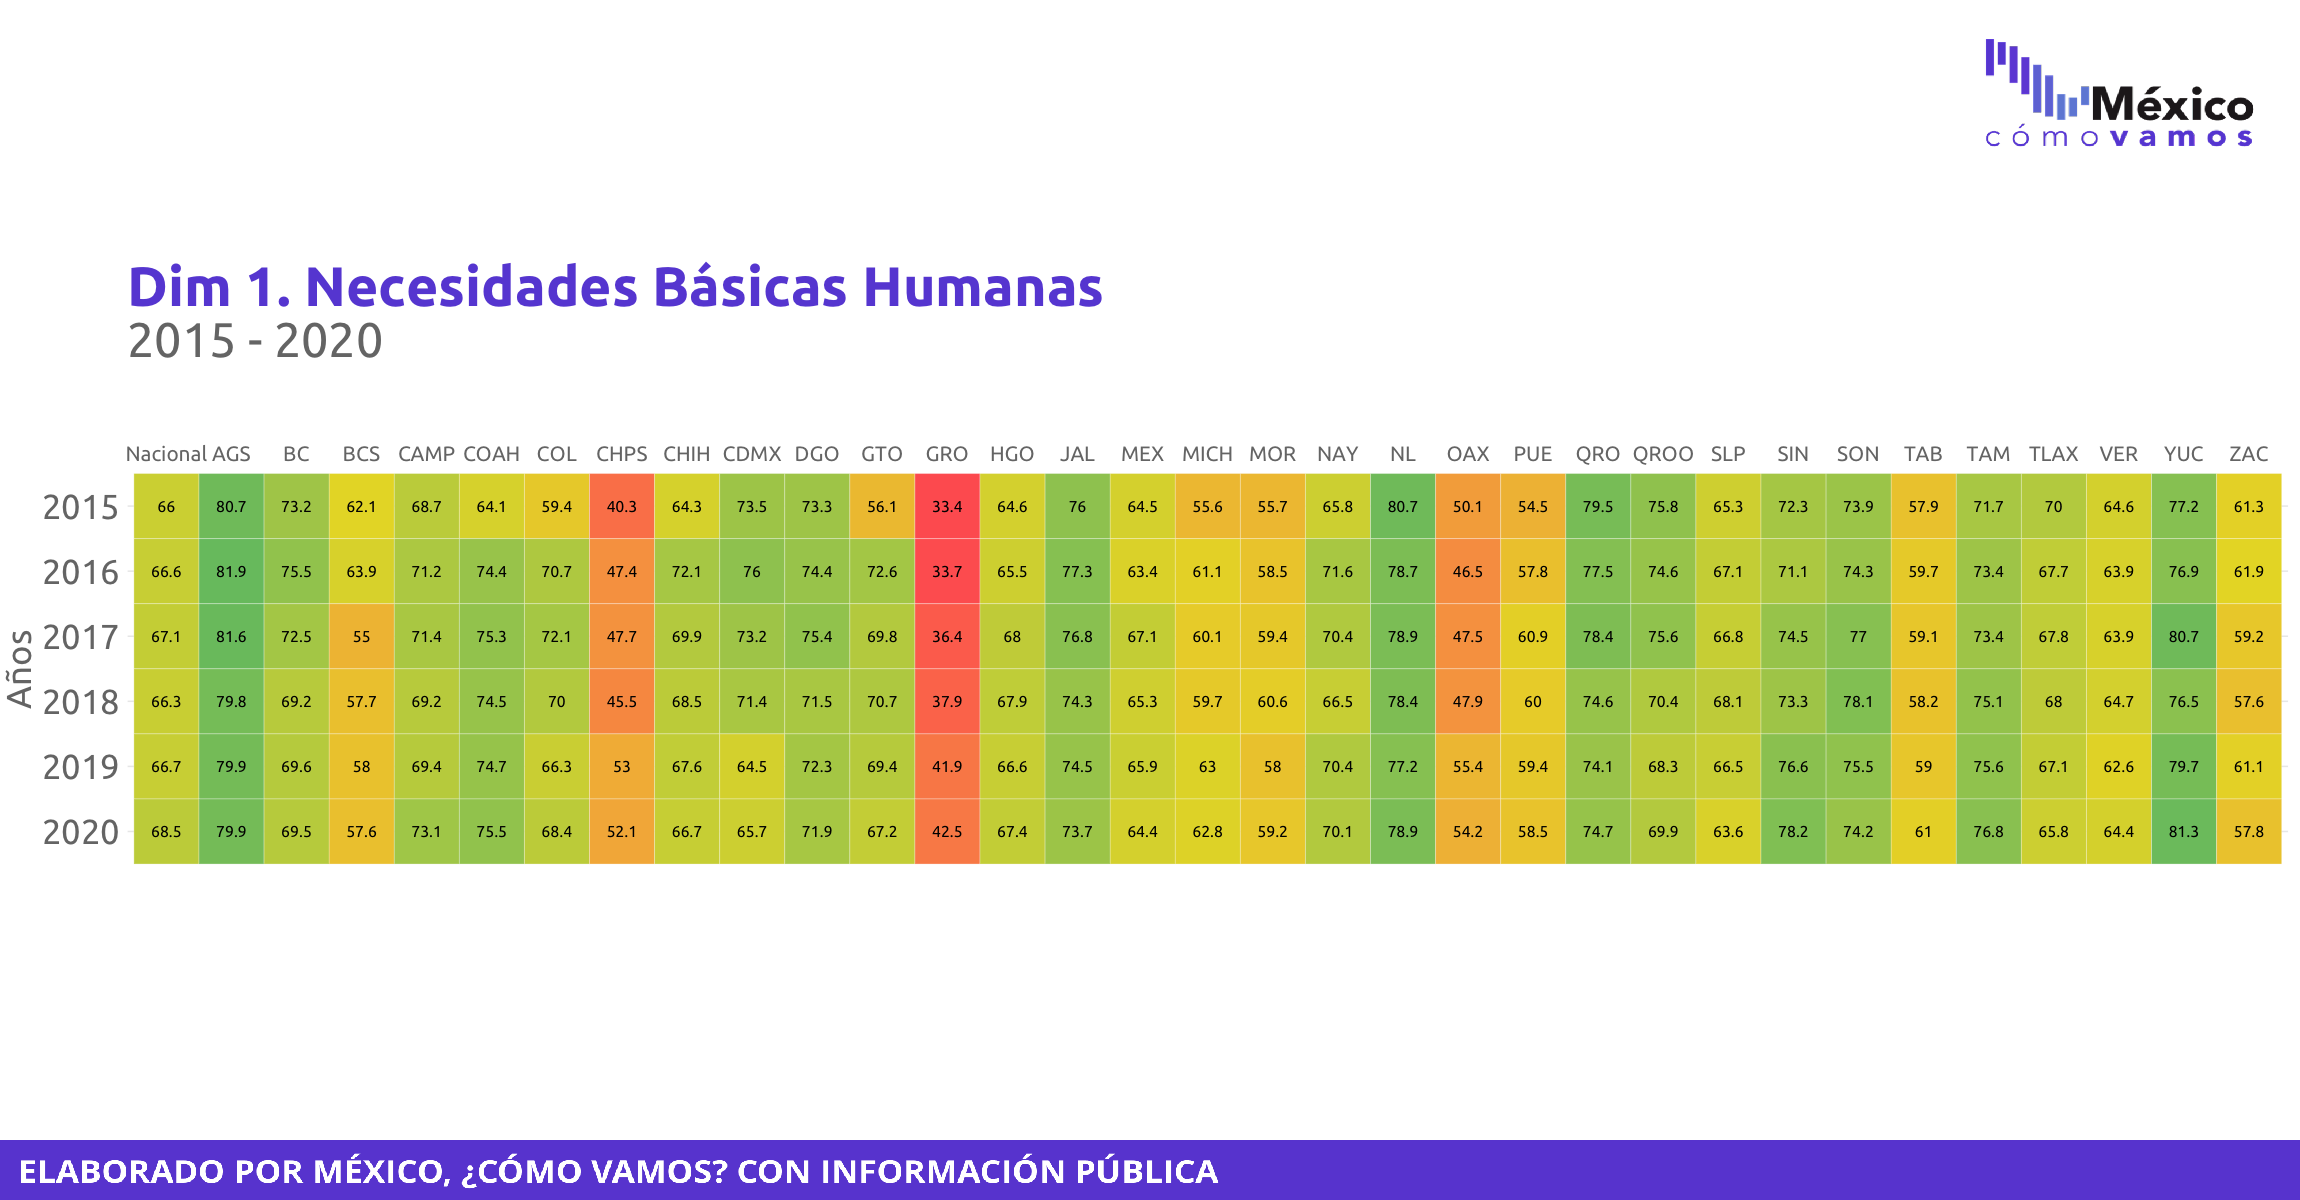 México
cómovamos
Dim 1. Necesidades Básicas Humanas
2015 - 2020
Nacional AGS BC BCS CAMP COAH COL CHPS CHIH CDMX DGO GTO GRO HGO JAL MEX MICH MOR NAY NL OAX PUE QRO QROO SLP SIN SON TAB TAM TLAX VER YUC ZAC
2015 66 80.7 73.2 62.1 68.7 64.1 59.4 40.3 64.3 73.5 73.3 56.1 33.4 64.6 76 64.5 55.6 55.7 65.8 80.7 50.1 54.5 79.5 75.8 65.3 72.3 73.9 57.9 71.7 70 64.6 77.2 61.3
2016 66.6 81.9 75.5 63.9 71.2 74.4 70.7 47.4 72.1 76 74.4 72.6 33.7 65.5 77.3 63.4 61.1 58.5 71.6 78.7 46.5 57.8 77.5 74.6 67.1 71.1 74.3 59.7 73.4 67.7 63.9 76.9 61.9
2017 67.1 81.6 72.5 55 71.4 75.3 72.1 47.7 69.9 73.2 75.4 69.8 36.4 68 76.8 67.1 60.1 59.4 70.4 78.9 47.5 60.9 78.4 75.6 66.8 74.5 77 59.1 73.4 67.8 63.9 80.7 59.2
Años
2018 66.3 79.8 69.2 57.7 69.2 74.5 70 45.5 68.5 71.4 71.5 70.7 37.9 67.9 74.3 65.3 59.7 60.6 66.5 78.4 47.9 60 74.6 70.4 68.1 73.3 78.1 58.2 75.1 68 64.7 76.5 57.6
2019 66.7 79.9 69.6 58 69.4 74.7 66.3 53 67.6 64.5 72.3 69.4 41.9 66.6 74.5 65.9 63 58 70.4 77.2 55.4 59.4 74.1 68.3 66.5 76.6 75.5 59 75.6 67.1 62.6 79.7 61.1
2020 68.5 79.9 69.5 57.6 73.1 75.5 68.4 52.1 66.7 65.7 71.9 67.2 42.5 67.4 73.7 64.4 62.8 59.2 70.1 78.9 54.2 58.5 74.7 69.9 63.6 78.2 74.2 61 76.8 65.8 64.4 81.3 57.8
ELABORADO POR MÉXICO, ¿CÓMO VAMOS? CON INFORMACIÓN PÚBLICA